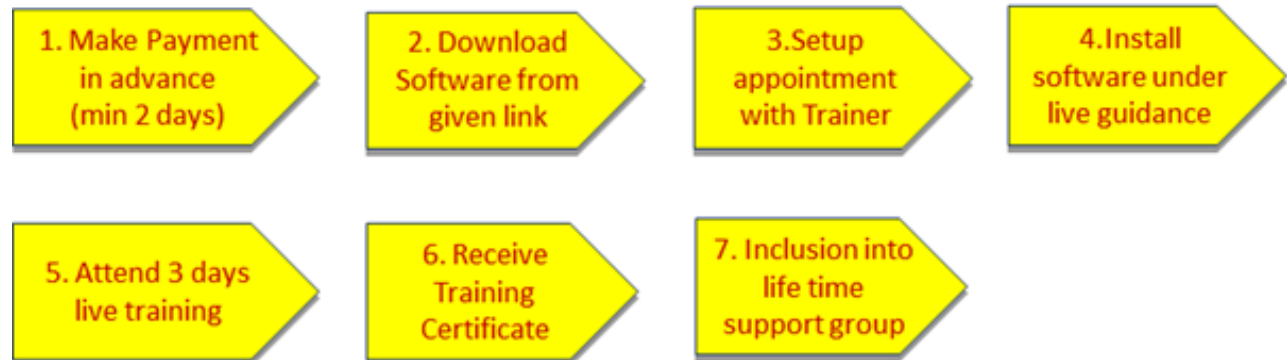 1. Make Payment
in advance
(min 2 days)
2. Download
Software from
given link
3.Setup
appointment
with Trainer
4.Install
software under
live guidance
5. Attend 3 days
live training
6. Receive
Training
Certificate
7. Inclusion into
life time
support group